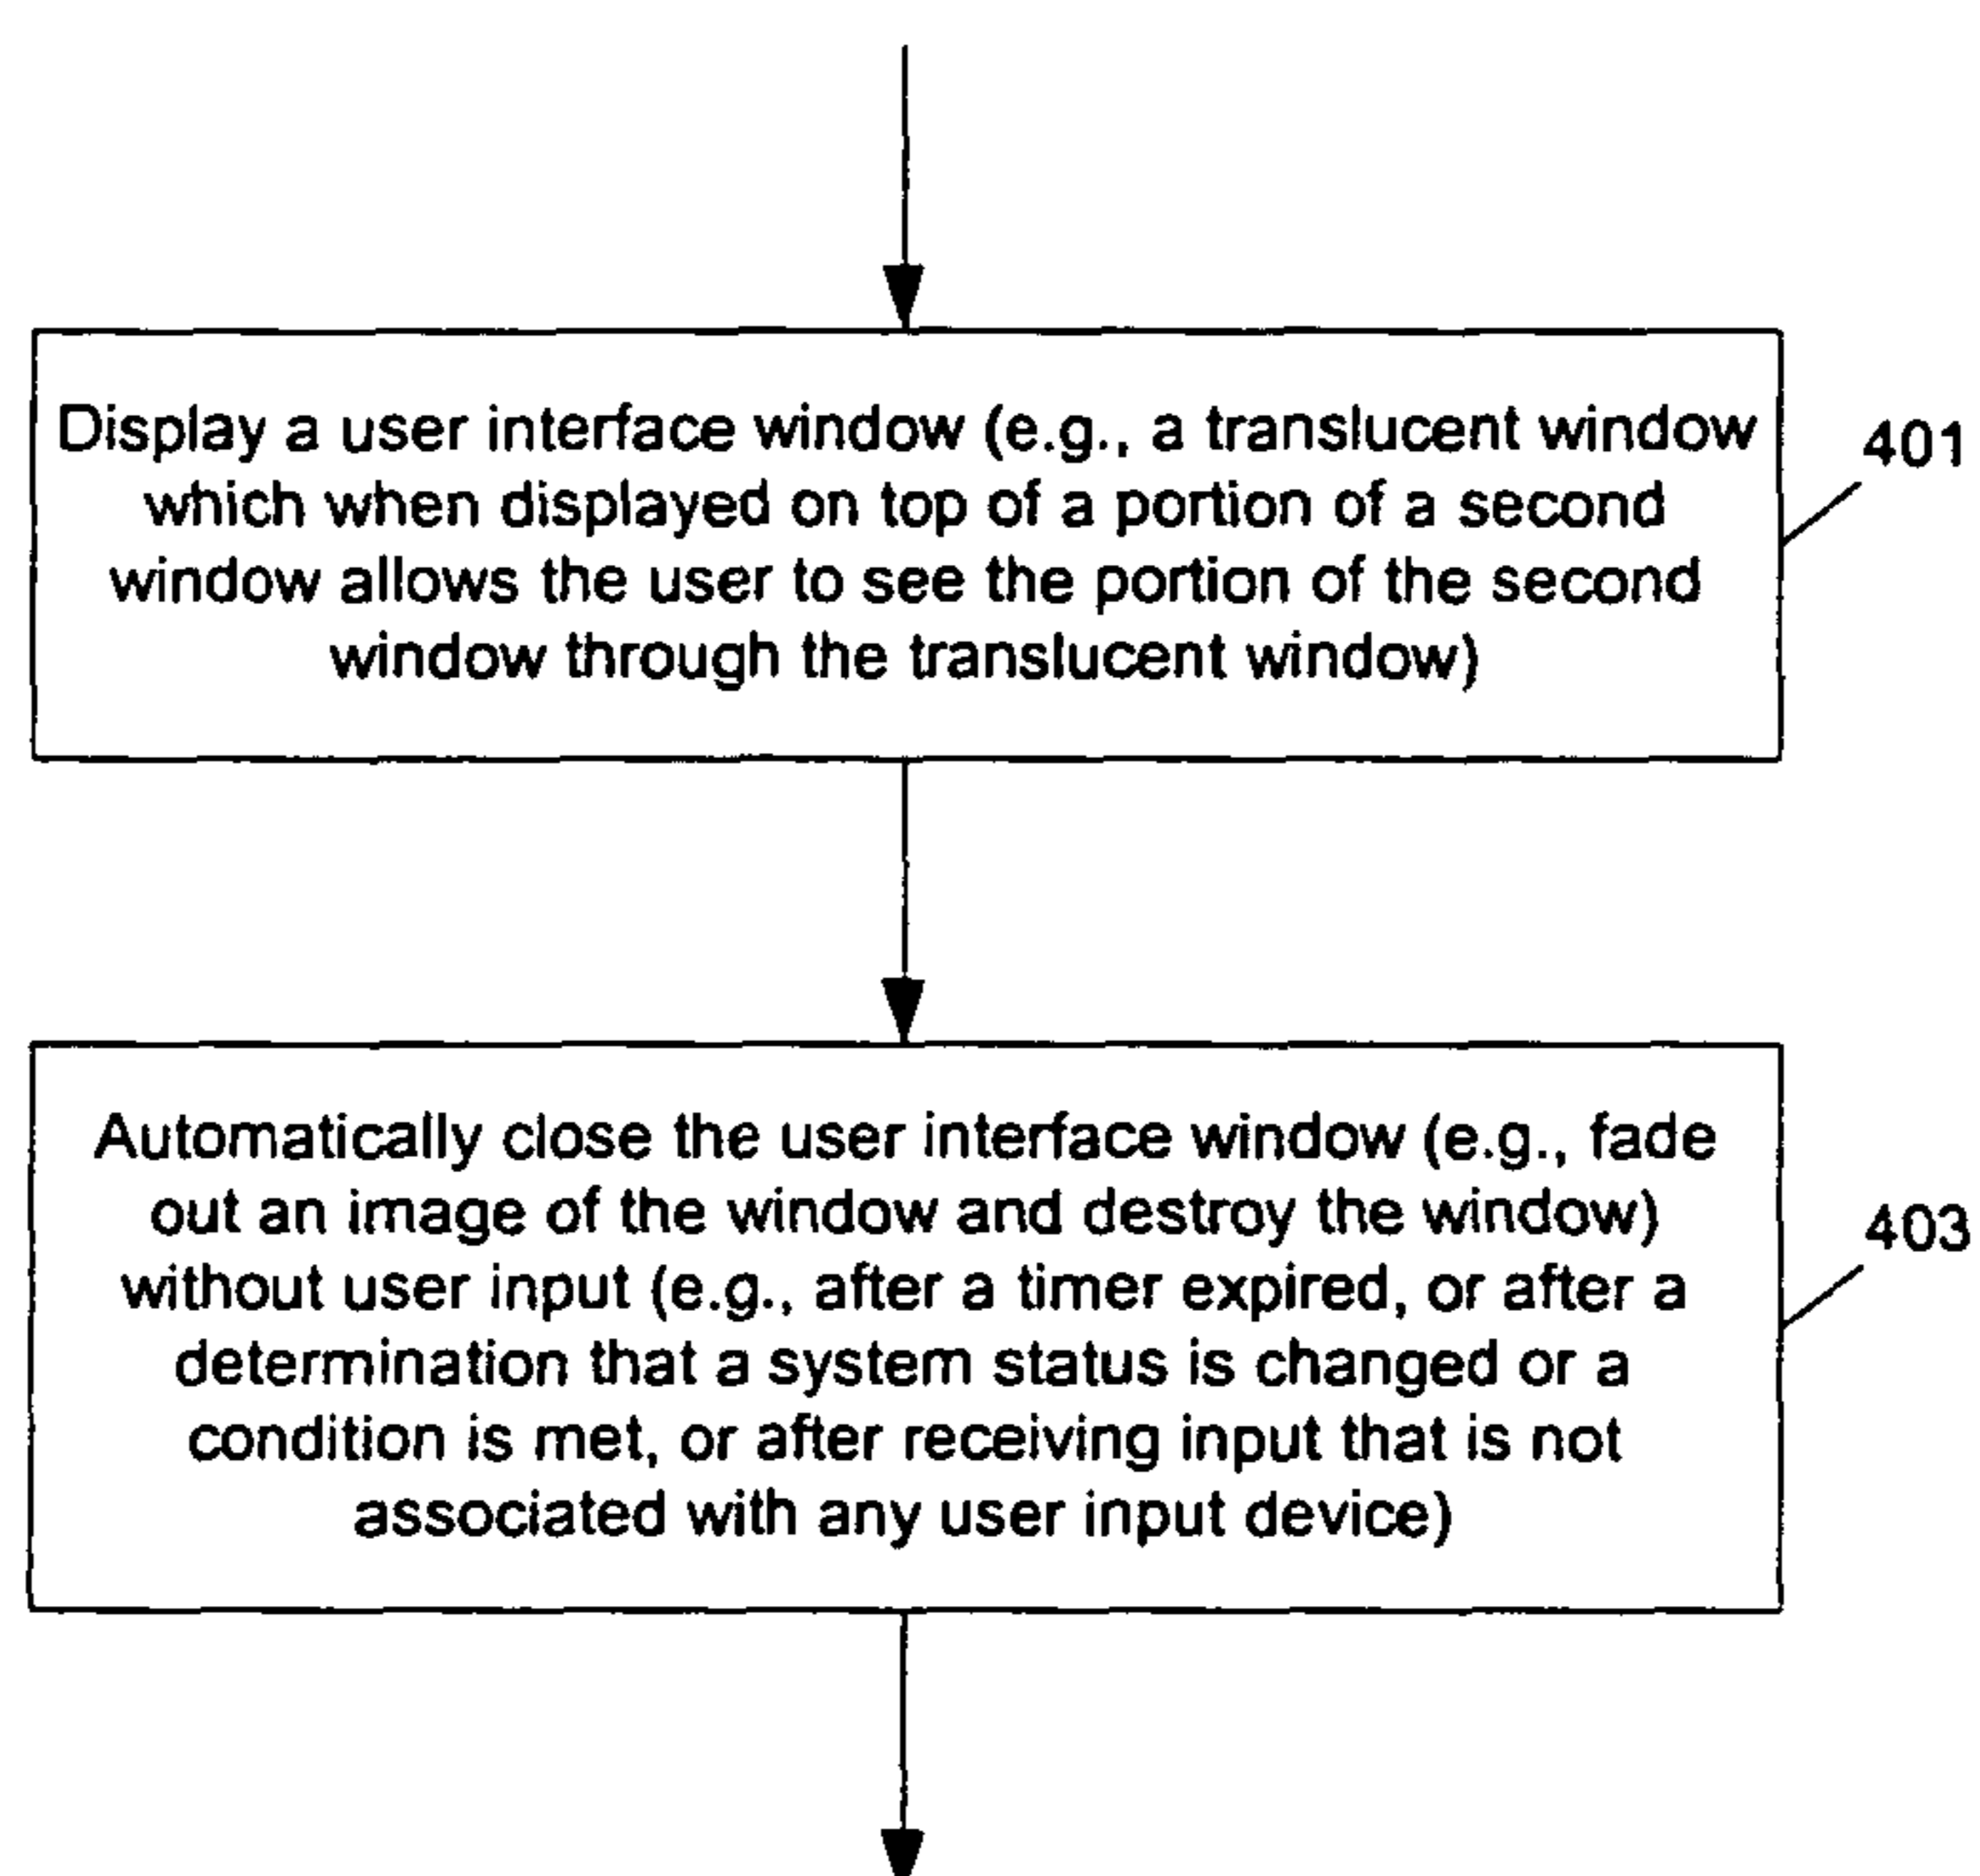 Display a user interface window (e.g., a translucent window
which when displayed on top of a portion of a second
window allows the user to see the portion of the second
window through the translucent window)
401
Automatically close the user interface window (e.g., fade
out an image of the window and destroy the window)
without user input (e.g., after a timer expired, or after a
determination that a system status is changed or a
condition is met, or after receiving input that is not
associated with any user input device)
403